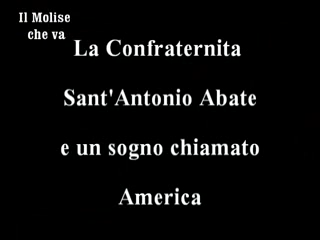 Il Molise
che va
La Confraternita
Sant'Antonio Abate
e un sogno chiamato
America